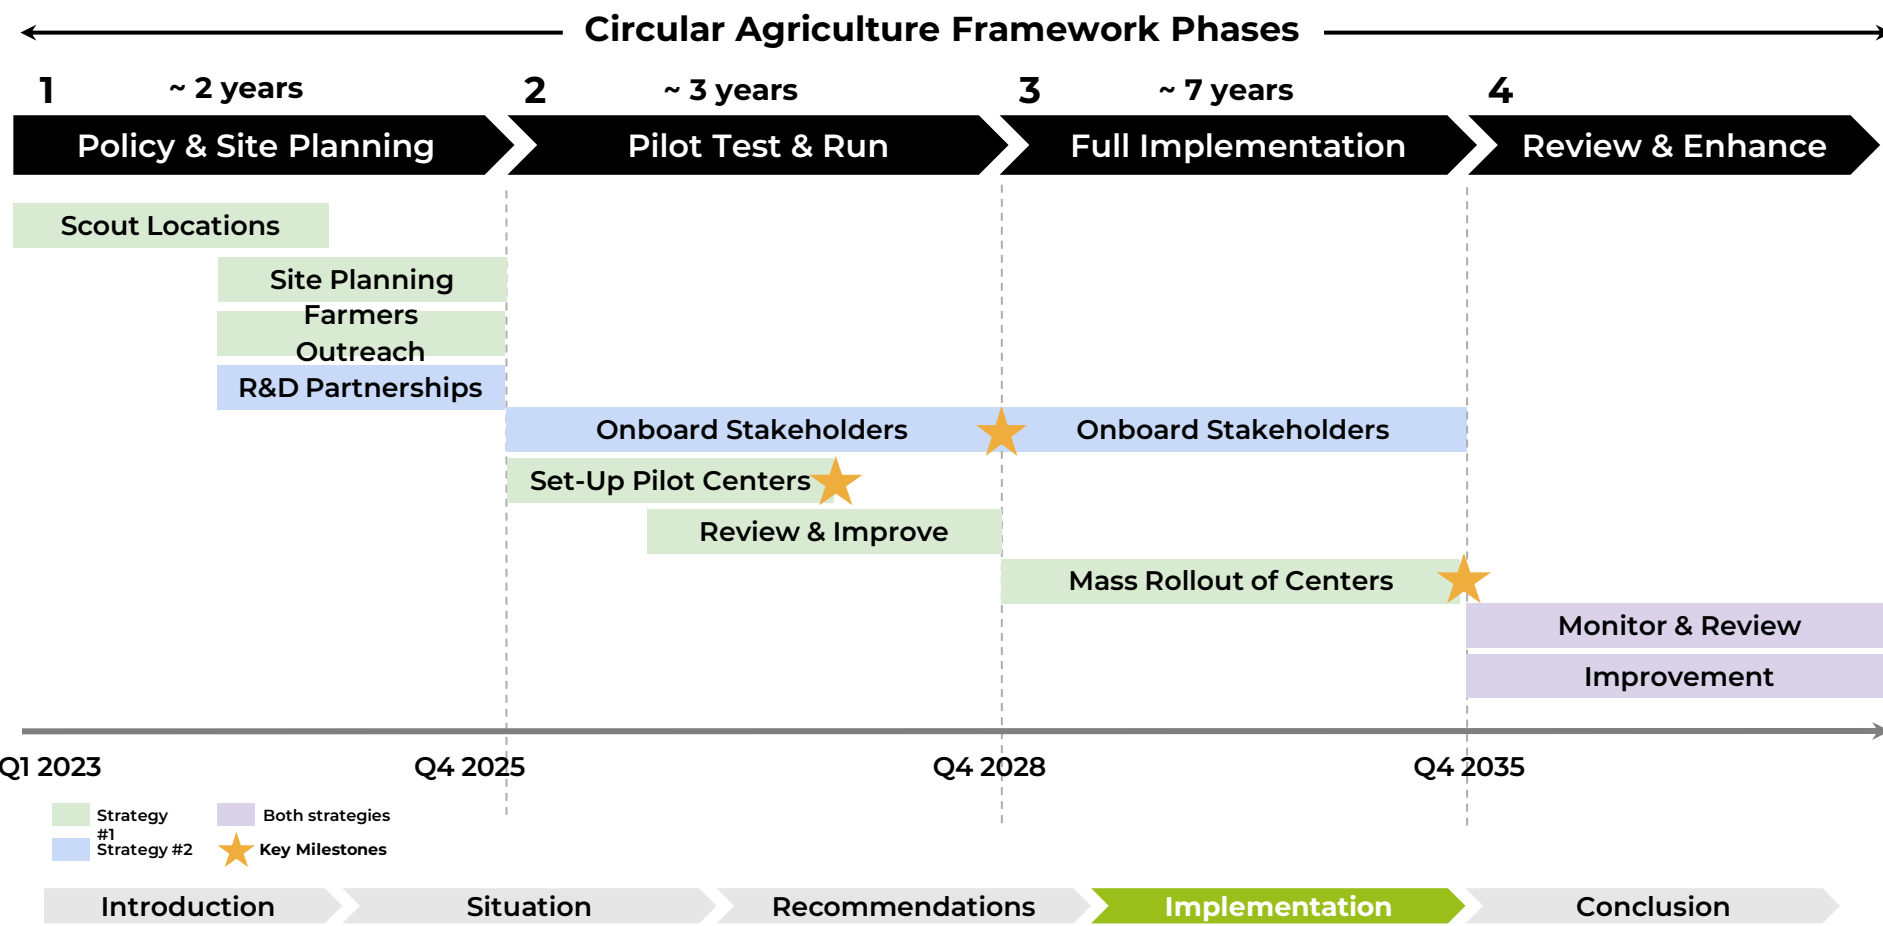 Circular Agriculture Framework Phases
1 ~ 2 years 2 ~ 3 years 3 ~ 7 years 4
Policy & Site Planning Pilot Test & Run Full Implementation Review & Enhance
Scout Locations
Site Planning
Farmers
Outreach
R&D Partnerships
Onboard Stakeholders Onboard Stakeholders
Set-Up Pilot Centers
Review & Improve
Mass Rollout of Centers
Monitor & Review
Improvement
Q1 2023 Q4 2025 Q4 2028 Q4 2035
Strategy
#1
Both strategies
Strategy #2
Key Milestones
Introduction Situation Recommendations Implementation Conclusion